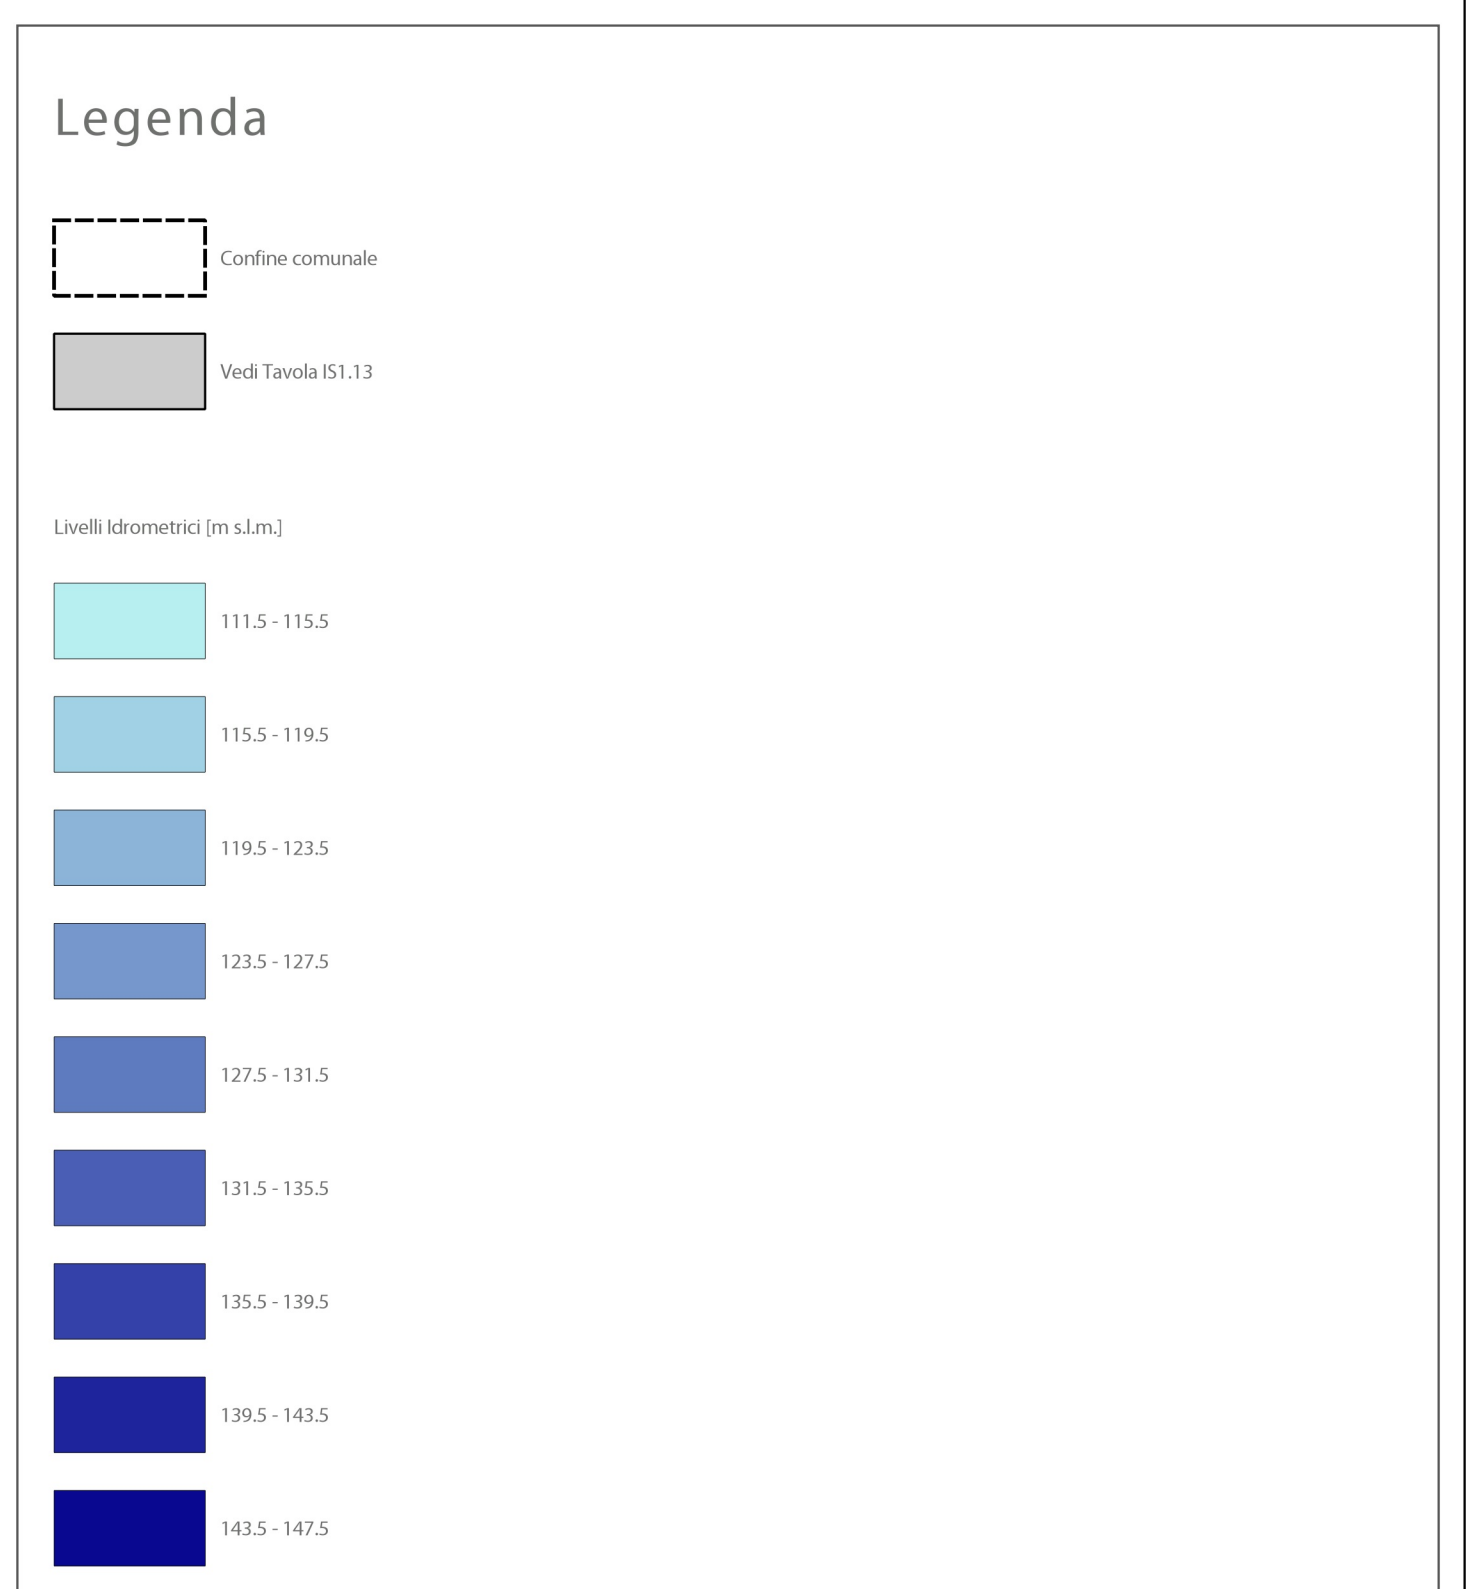 Legenda
Confine comunale
Vedi Tavola IS1.13
Livelli Idrometrici [m s.l.m.]
111.5 - 115.5
115.5 - 119.5
119.5 - 123.5
123.5 - 127.5
127.5 - 131.5
131.5 - 135.5
135.5 - 139.5
139.5 - 143.5
143.5 - 147.5